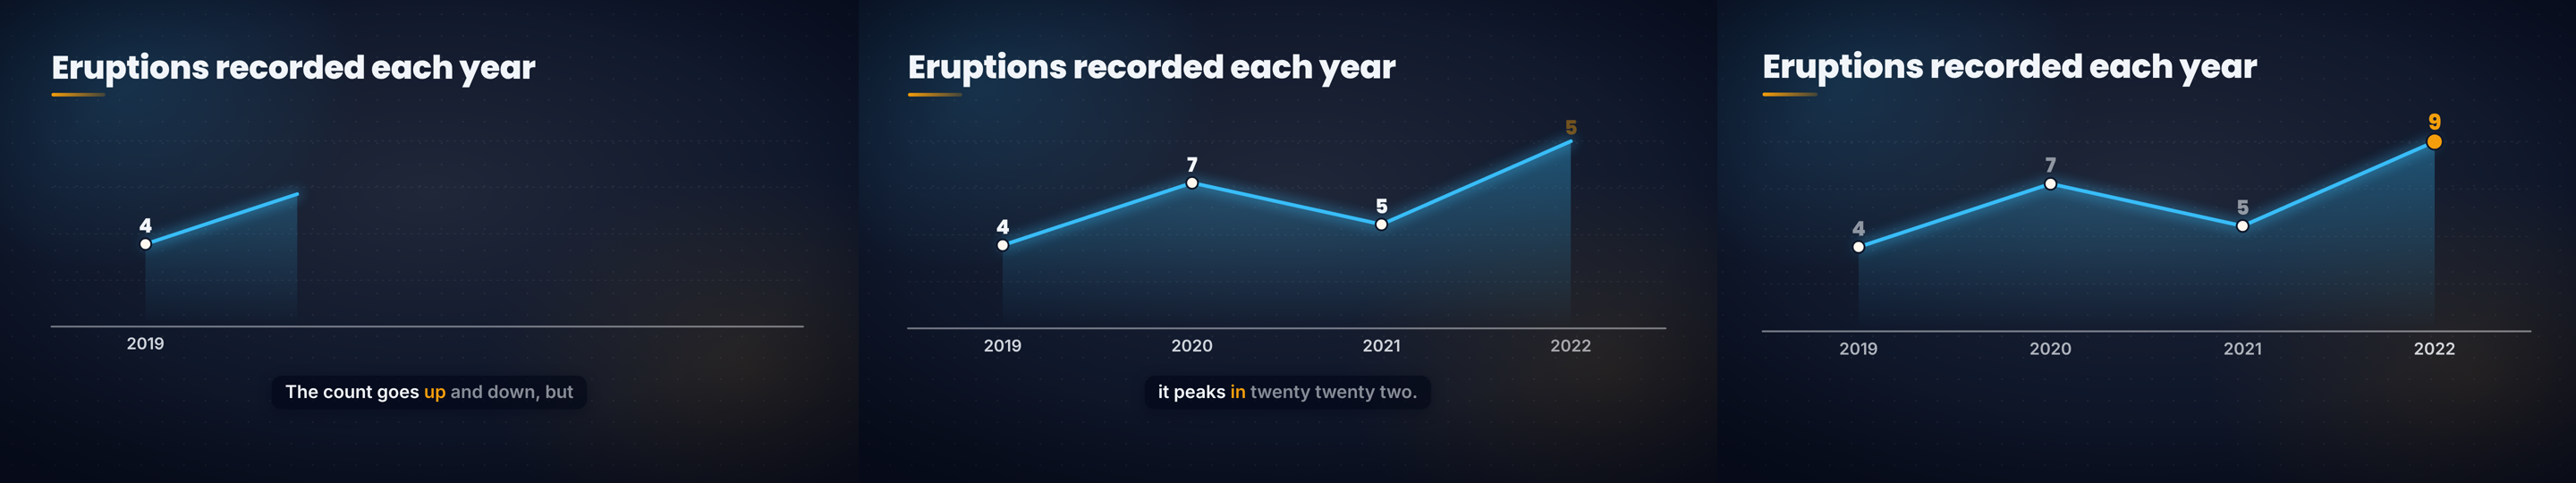 Eruptions recorded each year
4
2019
The count goes up and down, but
Eruptions recorded each year
5
7
5
4
2019 2020 2021 2022
it peaks in twenty twenty two.
Eruptions recorded each year
9
7
5
4
2019 2020 2021 2022